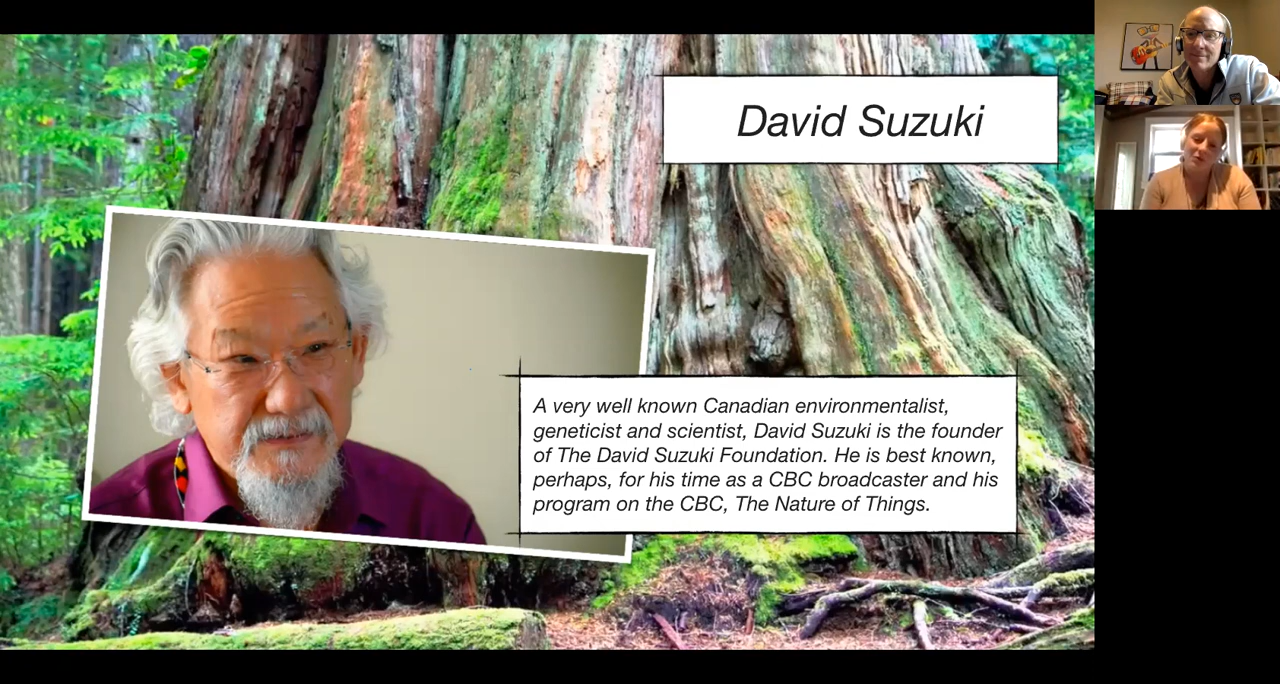 David Suzuki
A very well known Canadian environmentalist,
geneticist and scientist, David Suzuki is the founder
of The David Suzuki Foundation. He is best known,
perhaps, for his time as a CBC broadcaster and his
program on the CBC, The Nature of Things.